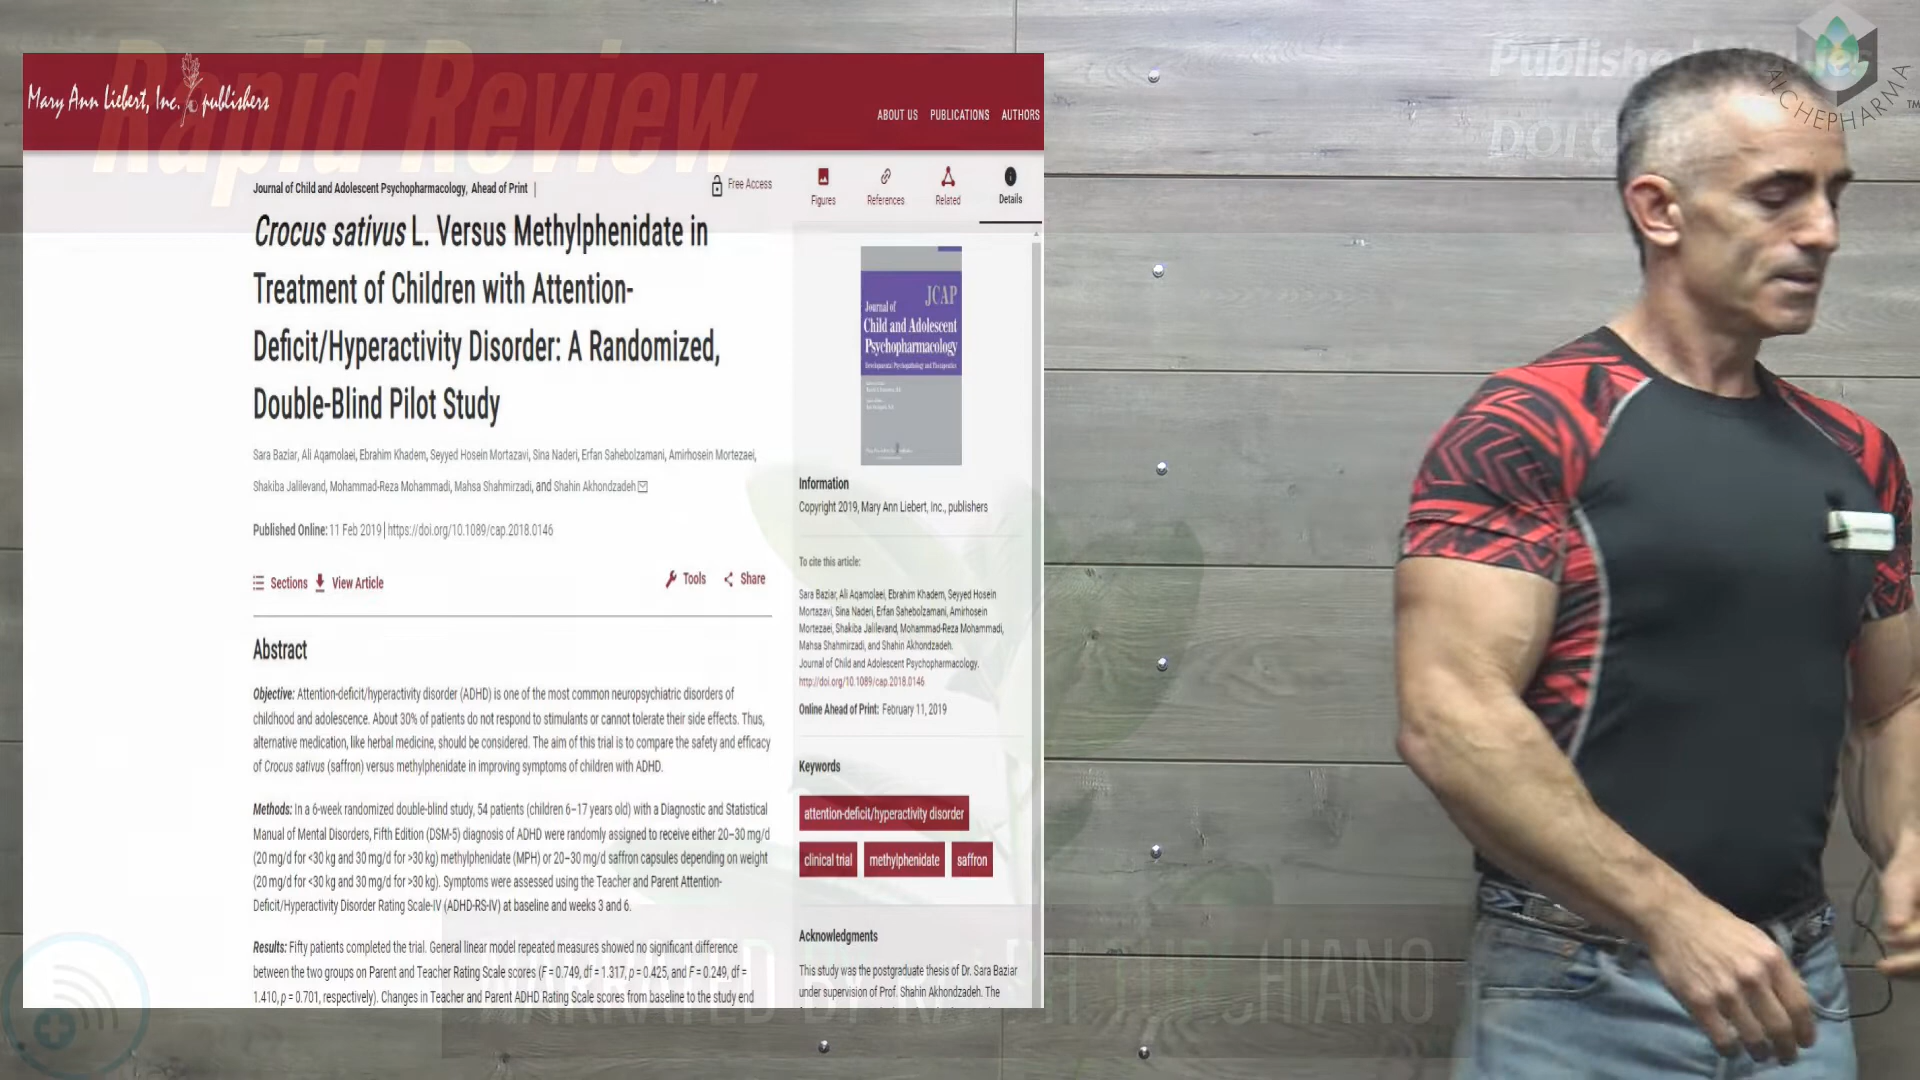 Rapid Review
Mary Ann Liebert, Inc. publishers
ABOUT US PUBLICATIONS AUTHORS
Published
DOI
ALCHEPHARMA
TM
Journal of Child and Adolescent Psychopharmacology, Ahead of Print |
Free Access
Crocus sativus L. Versus Methylphenidate in
Treatment of Children with Attention-
Deficit/Hyperactivity Disorder: A Randomized,
Double-Blind Pilot Study
Sara Baziar, Ali Aqamolaei, Ebrahim Khadem, Seyyed Hosein Mortazavi, Sina Naderi, Erfan Sahebolzamani, Amirhosein Mortezaei,
Shakiba Jalilevand, Mohammad-Reza Mohammadi, Mahsa Shahmirzadi, and Shahin Akhondzadeh
Published Online: 11 Feb 2019 | https://doi.org/10.1089/cap.2018.0146
Sections View Article
Tools Share
Abstract
Objective: Attention-deficit/hyperactivity disorder (ADHD) is one of the most common neuropsychiatric disorders of
childhood and adolescence. About 30% of patients do not respond to stimulants or cannot tolerate their side effects. Thus,
alternative medication, like herbal medicine, should be considered. The aim of this trial is to compare the safety and efficacy
of Crocus sativus (saffron) versus methylphenidate in improving symptoms of children with ADHD.
Methods: In a 6-week randomized double-blind study, 54 patients (children 6–17 years old) with a Diagnostic and Statistical
Manual of Mental Disorders, Fifth Edition (DSM-5) diagnosis of ADHD were randomly assigned to receive either 20–30 mg/d
(20 mg/d for <30 kg and 30 mg/d for >30 kg) methylphenidate (MPH) or 20–30 mg/d saffron capsules depending on weight
(20 mg/d for <30 kg and 30 mg/d for >30 kg). Symptoms were assessed using the Teacher and Parent Attention-
Deficit/Hyperactivity Disorder Rating Scale-IV (ADHD-RS-IV) at baseline and weeks 3 and 6.
Results: Fifty patients completed the trial. General linear model repeated measures showed no significant difference
between the two groups on Parent and Teacher Rating Scale scores (F = 0.749, df = 1.317, p = 0.425, and F = 0.249, df =
1.410, p = 0.701, respectively). Changes in Teacher and Parent ADHD Rating Scale scores from baseline to the study end
Figures References Related Details
JCAP
Journal of
Child and Adolescent
Psychopharmacology
Information
Copyright 2019, Mary Ann Liebert, Inc., publishers
To cite this article:
Sara Baziar, Ali Aqamolaei, Ebrahim Khadem, Seyyed Hosein
Mortazavi, Sina Naderi, Erfan Sahebolzamani, Amirhosein
Mortezaei, Shakiba Jalilevand, Mohammad-Reza Mohammadi,
Mahsa Shahmirzadi, and Shahin Akhondzadeh.
Journal of Child and Adolescent Psychopharmacology.
http://doi.org/10.1089/cap.2018.0146
Online Ahead of Print: February 11, 2019
Keywords
attention-deficit/hyperactivity disorder
clinical trial methylphenidate saffron
Acknowledgments
This study was the postgraduate thesis of Dr. Sara Baziar
under supervision of Prof. Shahin Akhondzadeh. The
NARRATED BY